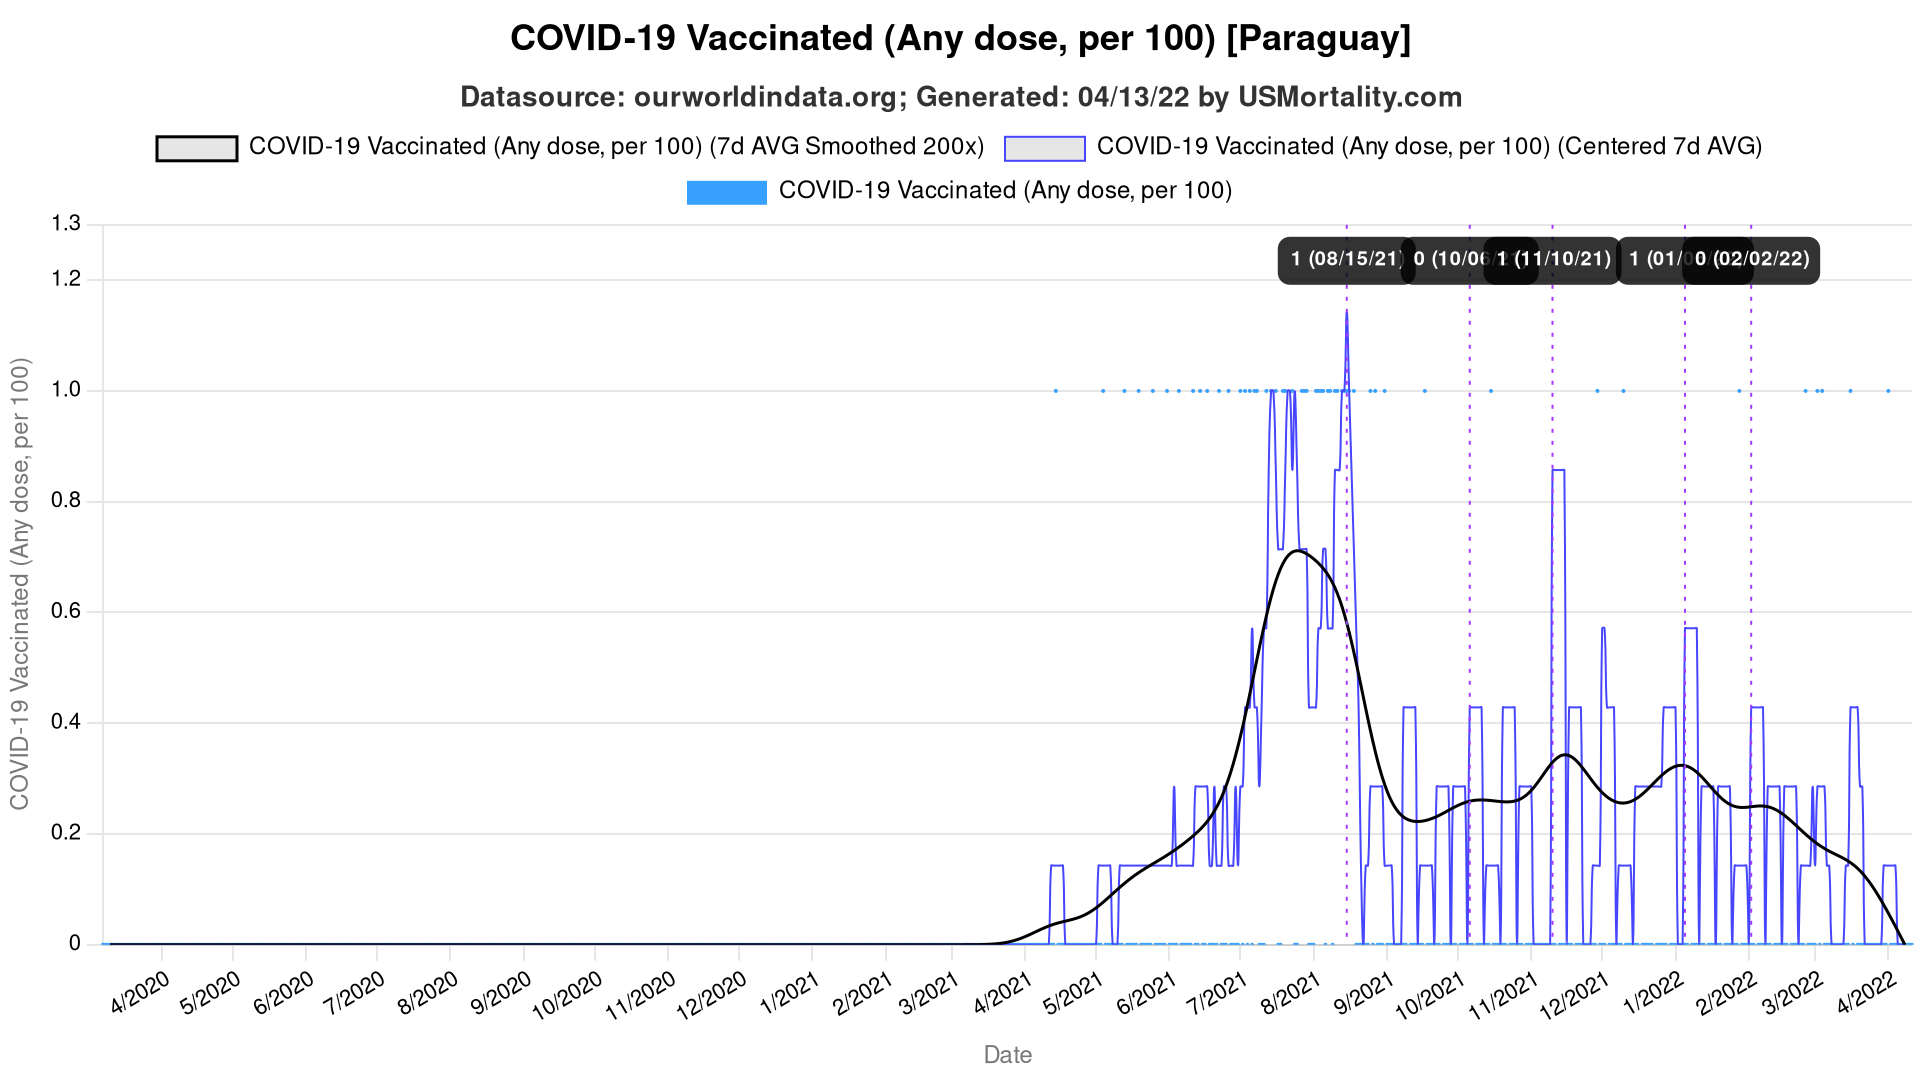 COVID-19 Vaccinated (Any dose, per 100) [Paraguay]
Datasource: ourworldindata.org; Generated: 04/13/22 by USMortality.com
COVID-19 Vaccinated (Any dose, per 100) (7d AVG Smoothed 200x) COVID-19 Vaccinated (Any dose, per 100) (Centered 7d AVG)
COVID-19 Vaccinated (Any dose, per 100)
1.3
1.2
1.0
0.8
0.6
0.4
0.2
0
COVID-19 Vaccinated (Any dose, per 100)
1 (08/15/21) 0 (10/06 1 (11/10/21) 1 (01/ 0 (02/02/22)
4/2020 5/2020 6/2020 7/2020 8/2020 9/2020 10/2020 11/2020 12/2020 1/2021 2/2021 3/2021 4/2021 5/2021 6/2021 7/2021 8/2021 9/2021 10/2021 11/2021 12/2021 1/2022 2/2022 3/2022 4/2022
Date